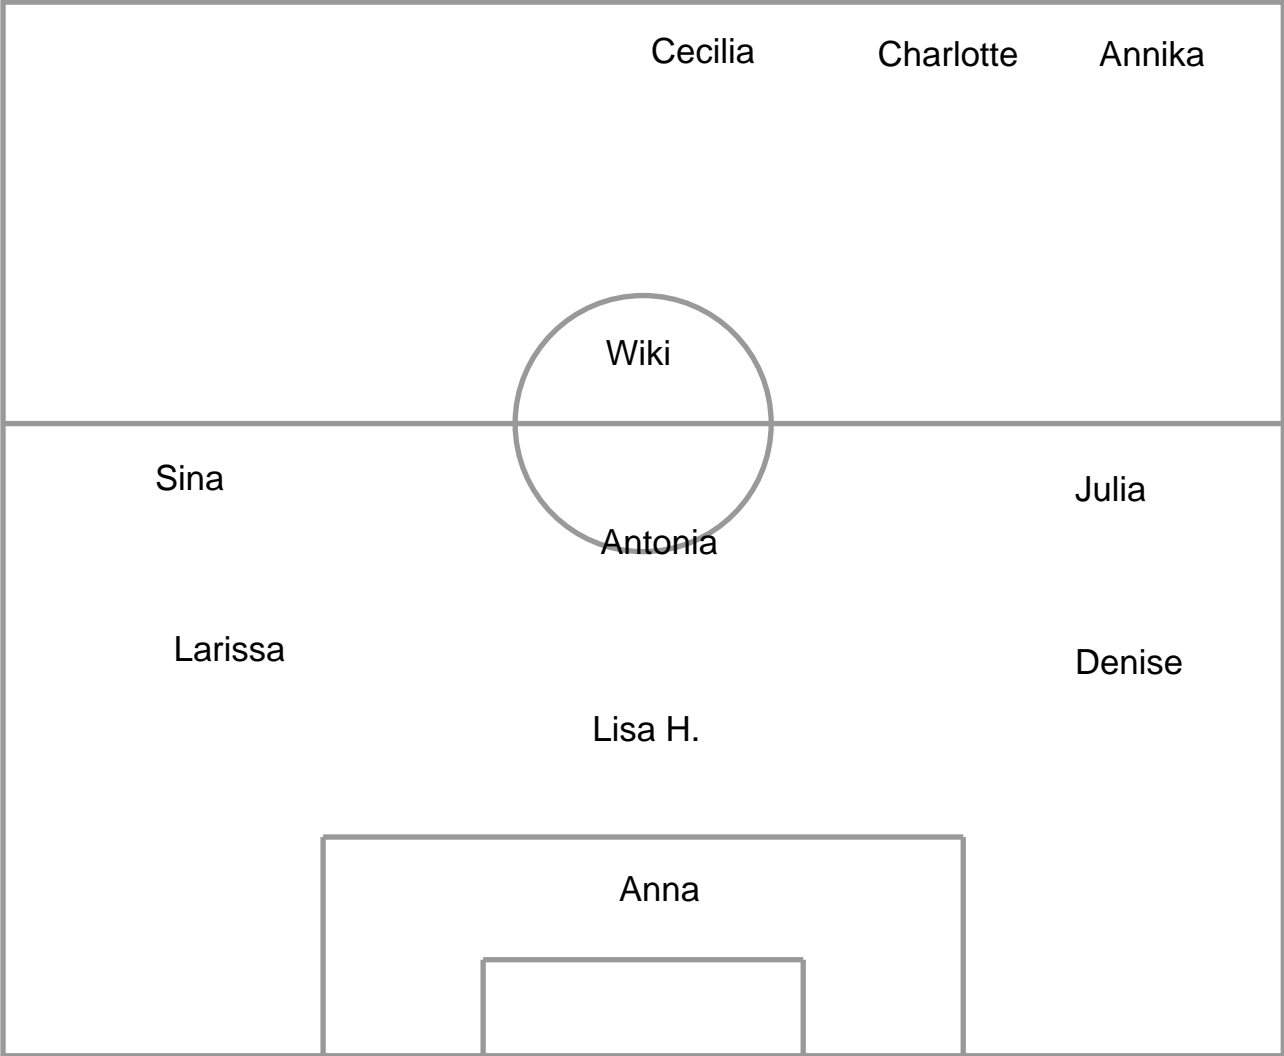 Cecilia Charlotte Annika
Wiki
Sina Julia
Antonia
Larissa Denise
Lisa H.
Anna